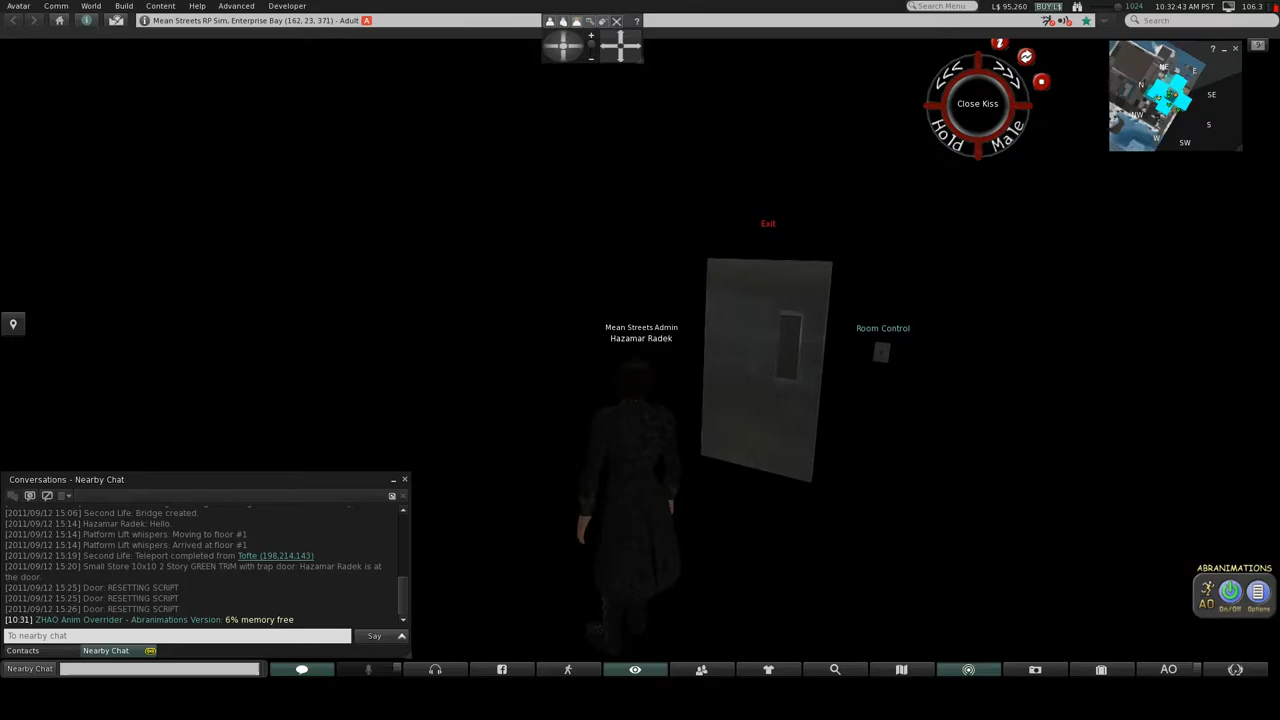 Avatar Comm World Build Content Help Advanced Developer
Search Menu L$ 95,260 BUY L$ 1024 10:32:43 AM PST 106.3
Mean Streets RP Sim, Enterprise Bay (162, 23, 371) - Adult A
?
Search
9
? _
NE E
N
SE
NW
S
W
SW
Close Kiss
Hold Male
Exit
Mean Streets Admin
Hazamar Radek
Room Control
Conversations - Nearby Chat
[2011/09/12 15:06] Second Life: Bridge created.
[2011/09/12 15:14] Hazamar Radek: Hello.
[2011/09/12 15:14] Platform Lift whispers: Moving to floor #1
[2011/09/12 15:14] Platform Lift whispers: Arrived at floor #1
[2011/09/12 15:19] Second Life: Teleport completed from Tofte (198,214,143)
[2011/09/12 15:20] Small Store 10x10 2 Story GREEN TRIM with trap door: Hazamar Radek is at
the door.
[2011/09/12 15:25] Door: RESETTING SCRIPT
[2011/09/12 15:25] Door: RESETTING SCRIPT
[2011/09/12 15:26] Door: RESETTING SCRIPT
[10:31] ZHAO Anim Overrider - Abranimations Version: 6% memory free
To nearby chat Say
Contacts Nearby Chat
Nearby Chat
ABRANIMATIONS
AO On/Off Options
AO